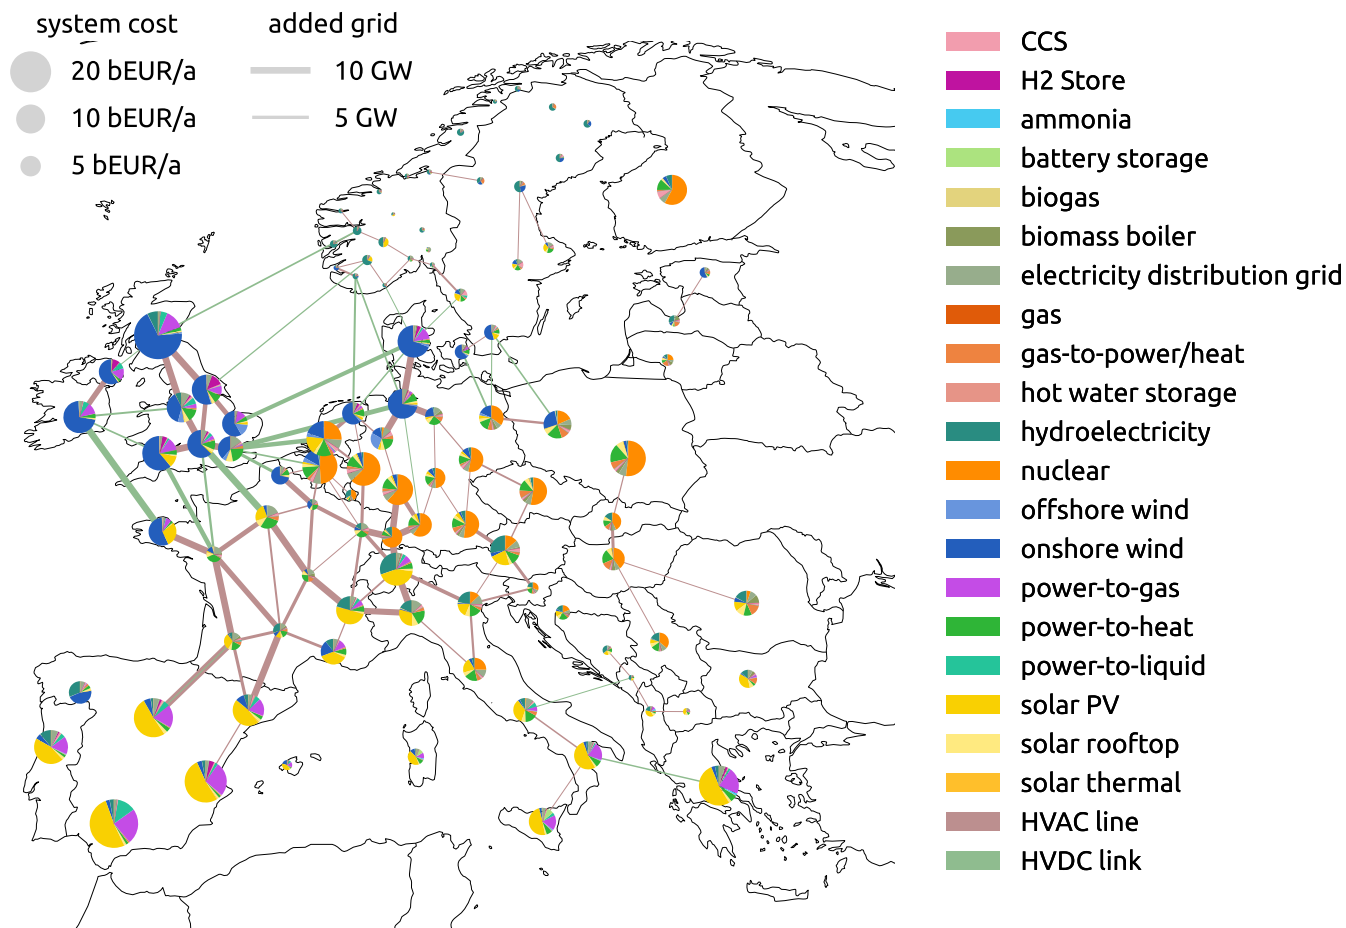 system cost
20 bEUR/a
10 bEUR/a
5 bEUR/a
added grid
10 GW
5 GW
CCS
H2 Store
ammonia
battery storage
biogas
biomass boiler
electricity distribution grid
gas
gas-to-power/heat
hot water storage
hydroelectricity
nuclear
offshore wind
onshore wind
power-to-gas
power-to-heat
power-to-liquid
solar PV
solar rooftop
solar thermal
HVAC line
HVDC link